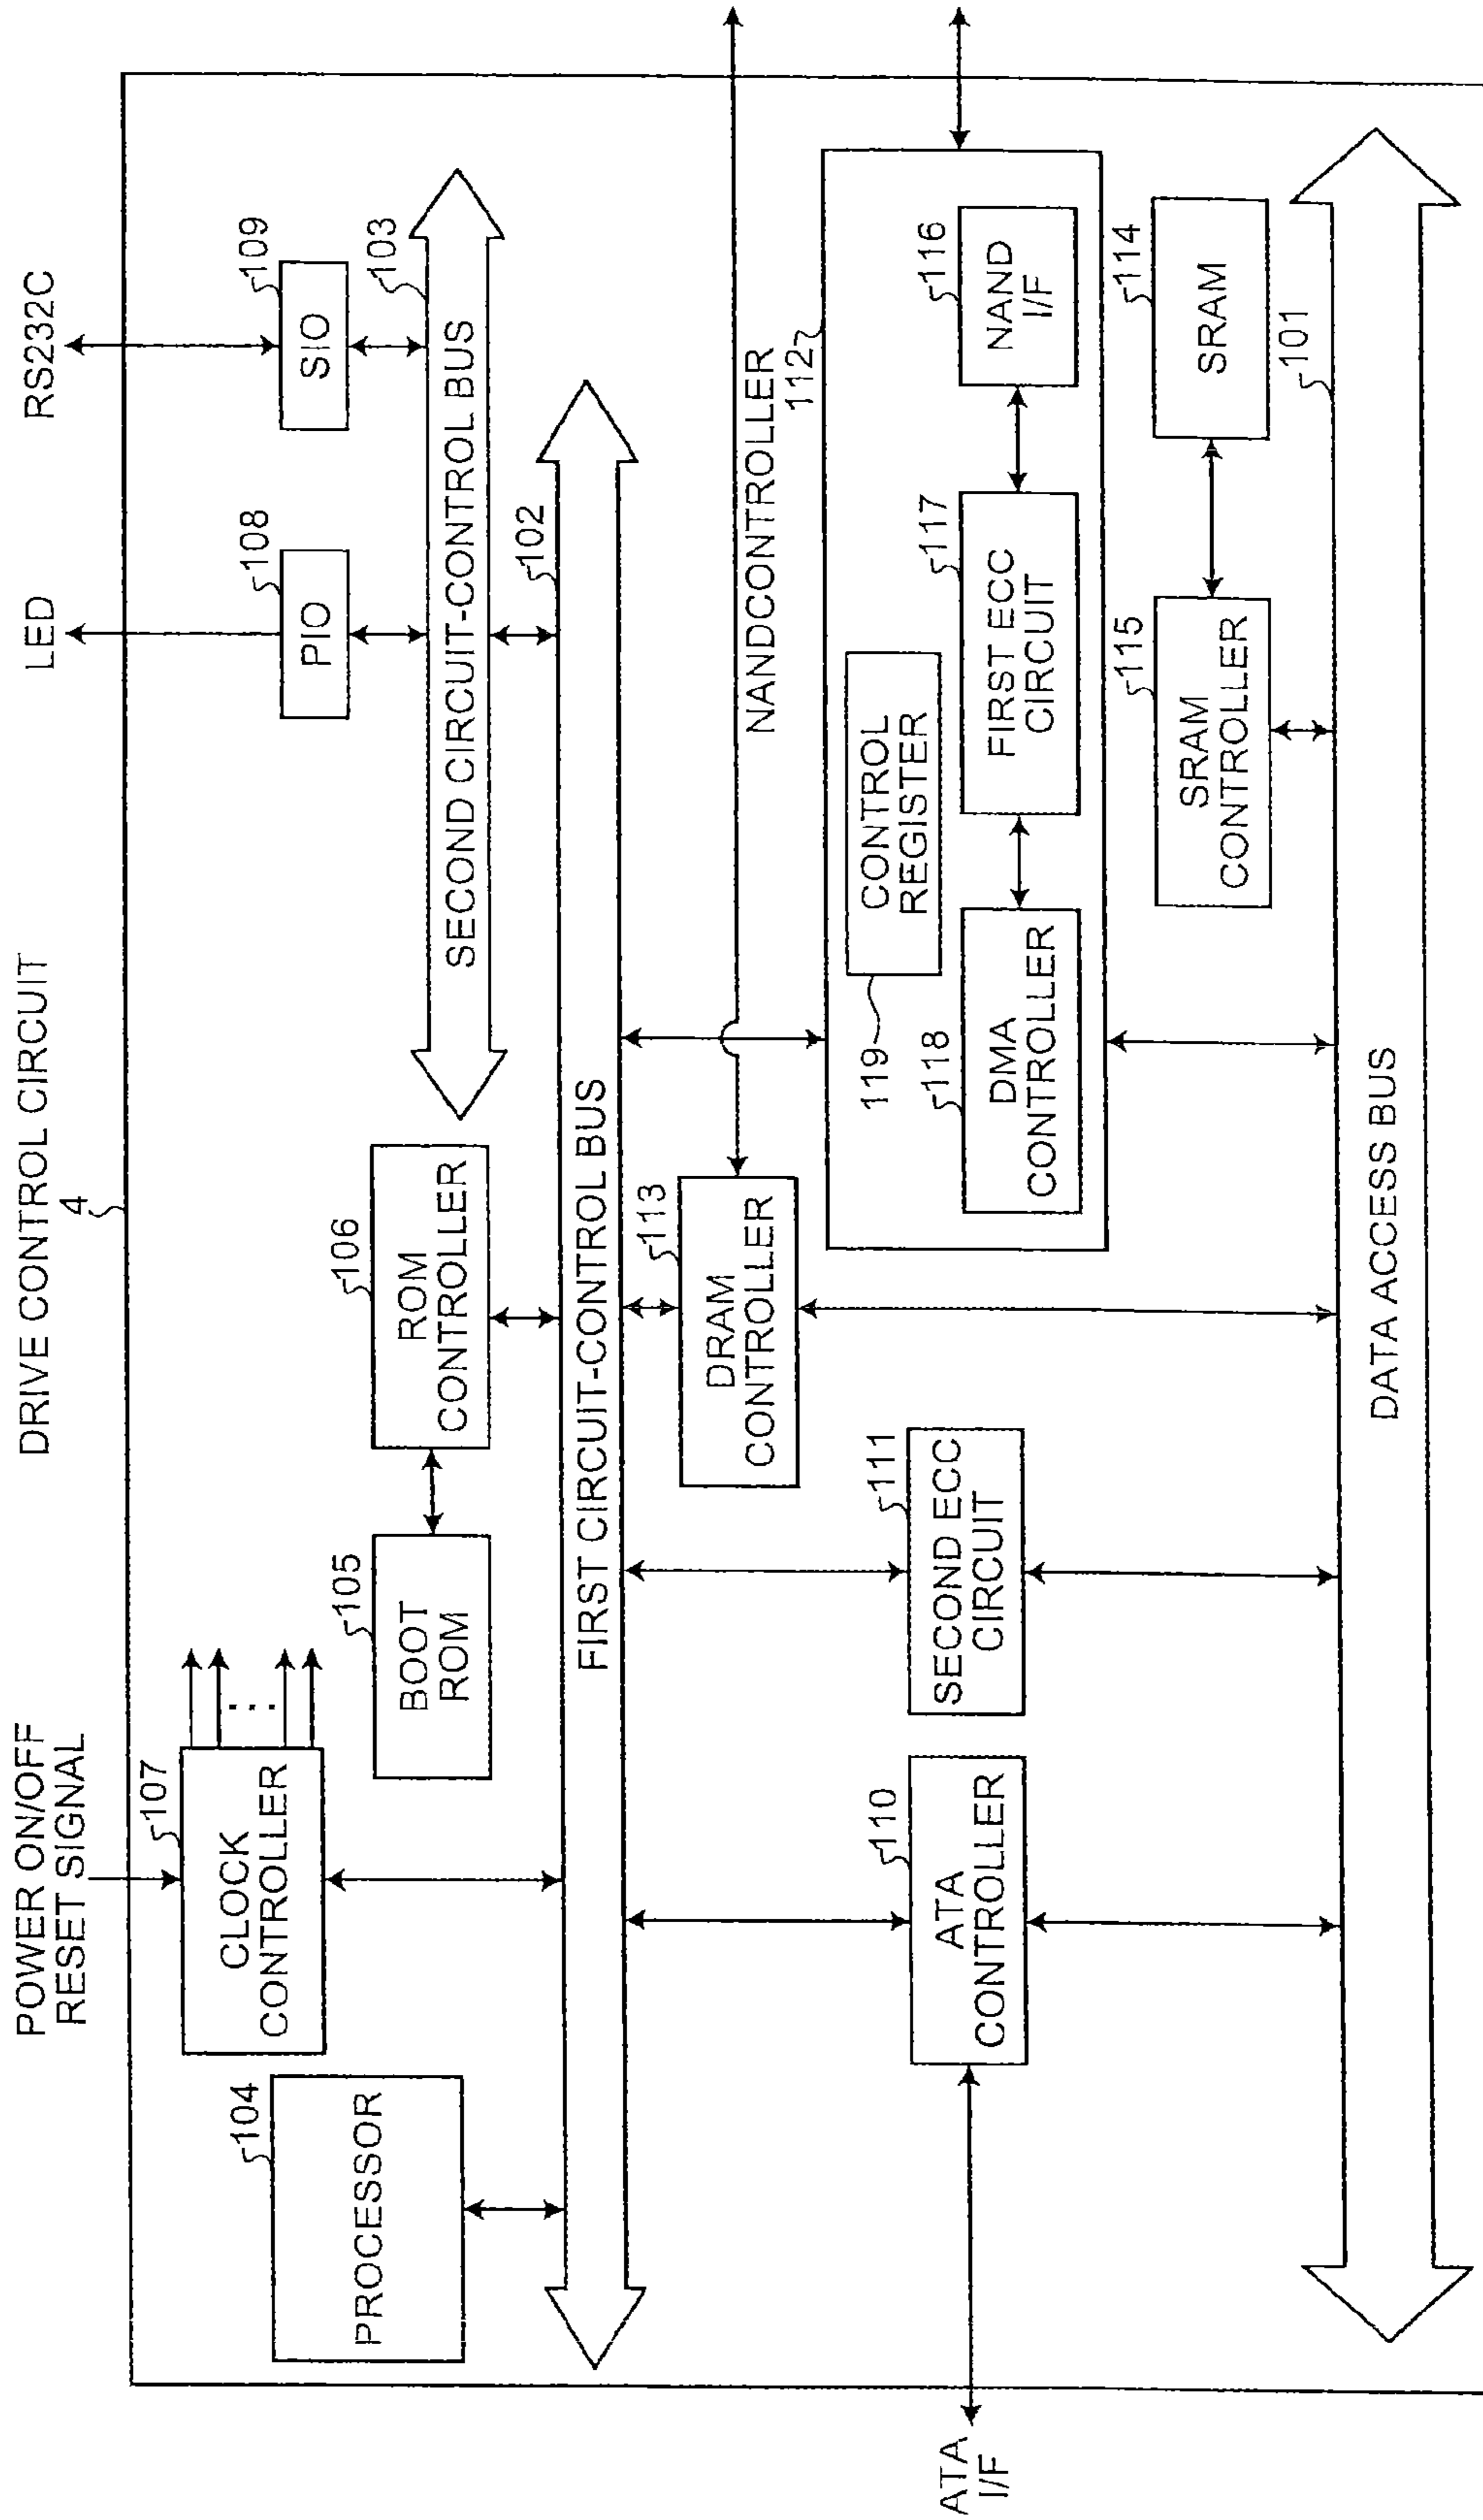 DRIVE CONTROL CIRCUIT
4
POWER ON/OFF
RESET SIGNAL
LED
RS232C
107
CLOCK
CONTROLLER
104
PROCESSOR
105
BOOT
ROM
106
ROM
CONTROLLER
108
PIO
109
SIO
103
SECOND CIRCUIT-CONTROL BUS
102
FIRST CIRCUIT-CONTROL BUS
ATA
I/F
110
ATA
CONTROLLER
111
SECOND ECC
CIRCUIT
113
DRAM
CONTROLLER
NANDCONTROLLER
112
119
CONTROL
REGISTER
118
DMA
CONTROLLER
117
FIRST ECC
CIRCUIT
116
NAND
I/F
115
SRAM
CONTROLLER
114
SRAM
101
DATA ACCESS BUS